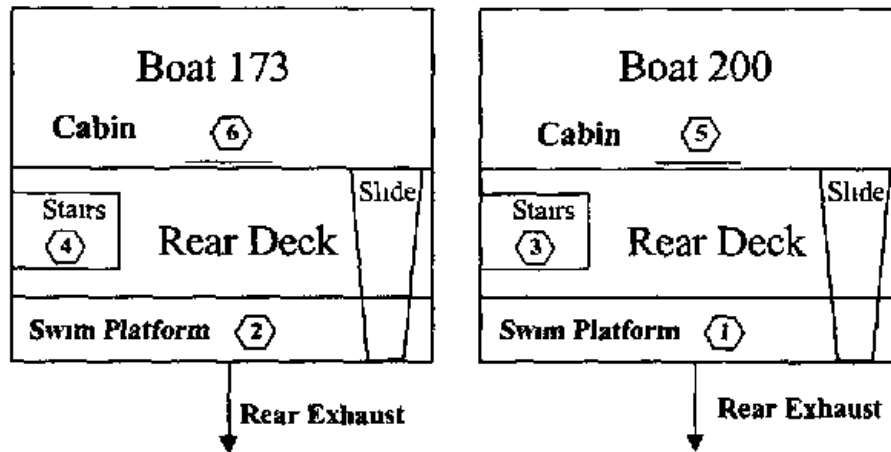 Boat 173
Cabin 6
Stairs
4
Slide
Rear Deck
Swim Platform 2
Rear Exhaust
Boat 200
Cabin 5
Stairs
3
Slide
Rear Deck
Swim Platform 1
Rear Exhaust